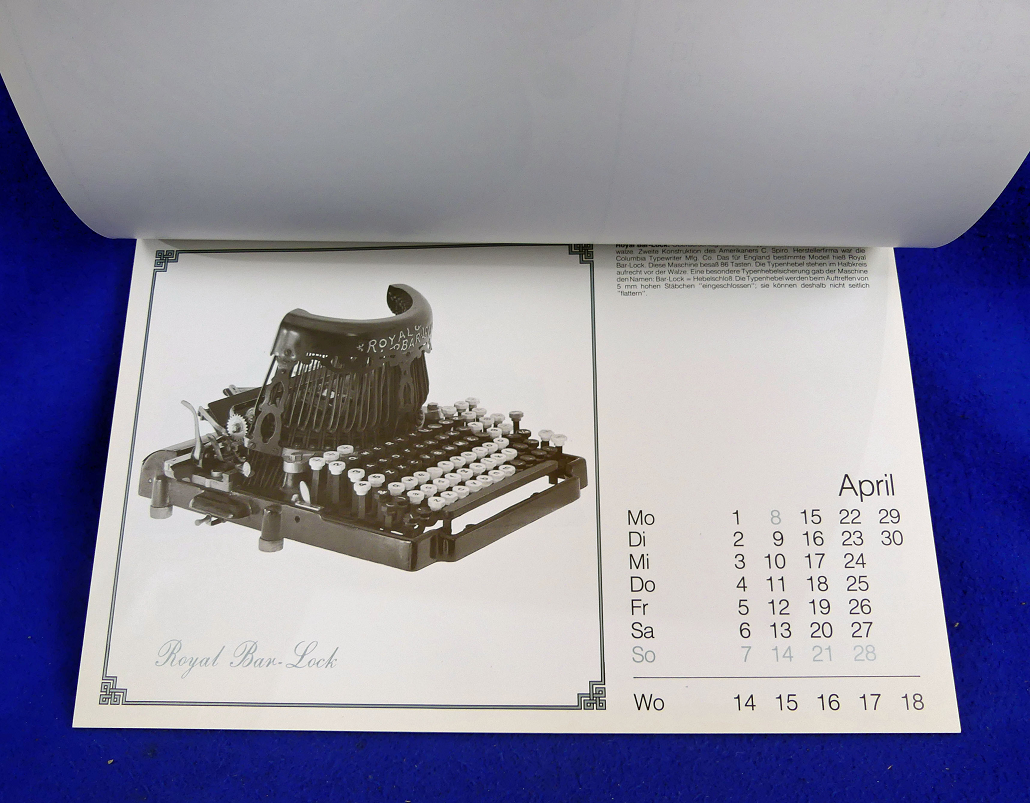 Royal Bar-Lock.
walze. Zweite Konstruktion des Amerikaners C. Spiro. Herstellerfirma war die
Columbia Typewriter Mfg. Co. Das für England bestimmte Modell hieß Royal
Bar-Lock. Diese Maschine besaß 86 Tasten. Die Typenhebel stehen im Halbkreis
aufrecht vor der Walze. Eine besondere Typenhebelsicherung gab der Maschine
den Namen: Bar-Lock = Hebelschloß. Die Typenhebel werden beim Auftreffen von
5 mm hohen Stäbchen "eingeschlossen"; sie können deshalb nicht seitlich
"flattern".
ROYAL
BAR
Royal Bar-Lock
April
Mo 1 8 15 22 29
Di 2 9 16 23 30
Mi 3 10 17 24
Do 4 11 18 25
Fr 5 12 19 26
Sa 6 13 20 27
So 7 14 21 28
Wo 14 15 16 17 18